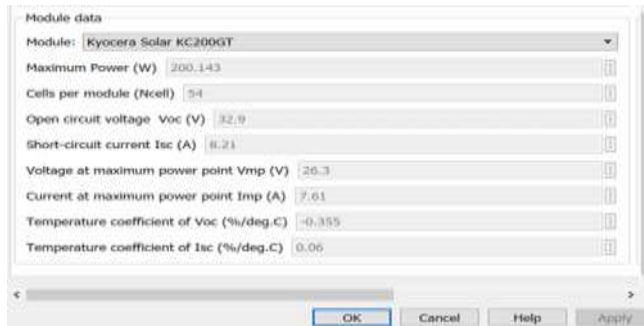 Module data
Module: Kyocera Solar KC200GT
Maximum Power (W) 200.143
Cells per module (Ncell) 54
Open circuit voltage Voc (V) 32.9
Short-circuit current Isc (A) 8.21
Voltage at maximum power point Vmp (V) 26.3
Current at maximum power point Imp (A) 7.61
Temperature coefficient of Voc (%/deg.C) -0.355
Temperature coefficient of Isc (%/deg.C) 0.06
OK Cancel Help Apply